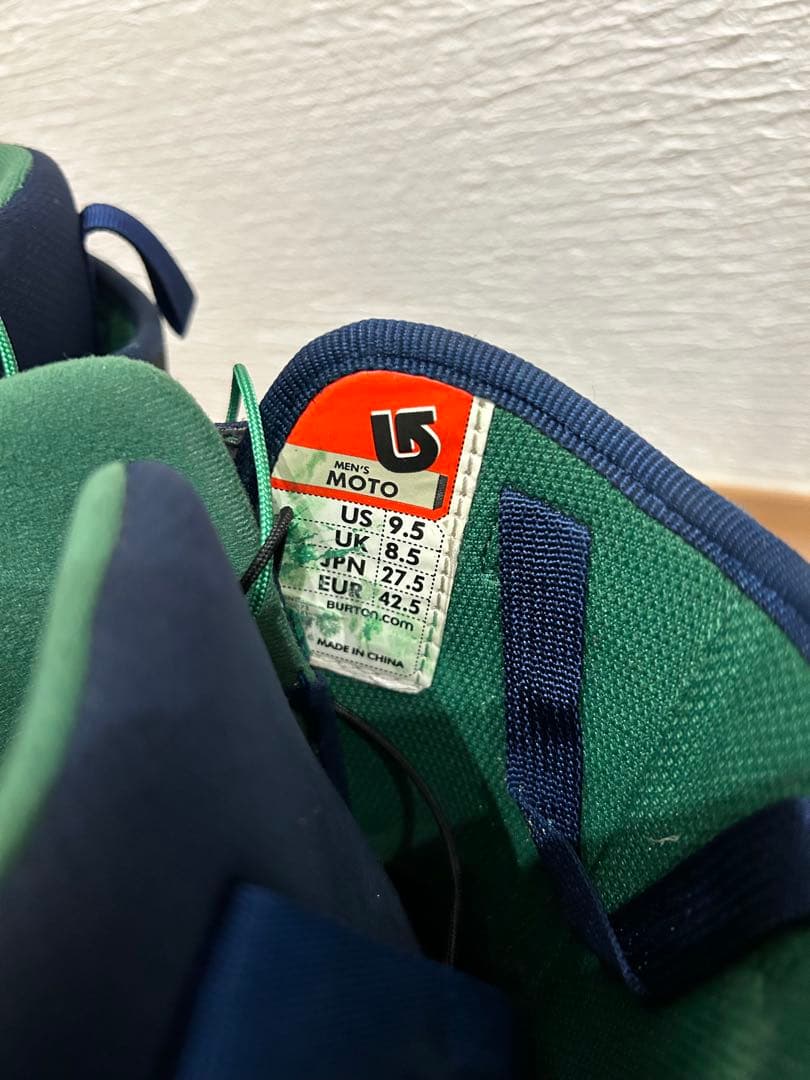 MEN'S
MOTO
US 9.5
UK 8.5
JPN 27.5
EUR 42.5
BURTON.com
MADE IN CHINA